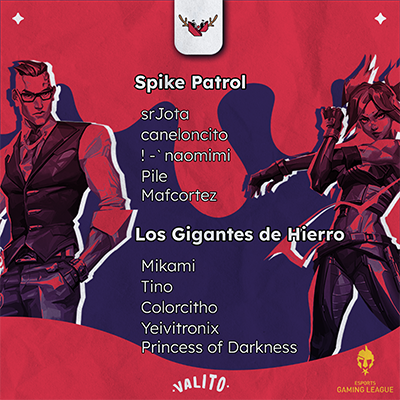 Spike Patrol
srJota
caneloncito
! -`naomimi
Pile
Mafcortez
Los Gigantes de Hierro
Mikami
Tino
Colorcitho
Yeivitronix
Princess of Darkness
·VALITO·
ESPORTS
GAMING LEAGUE